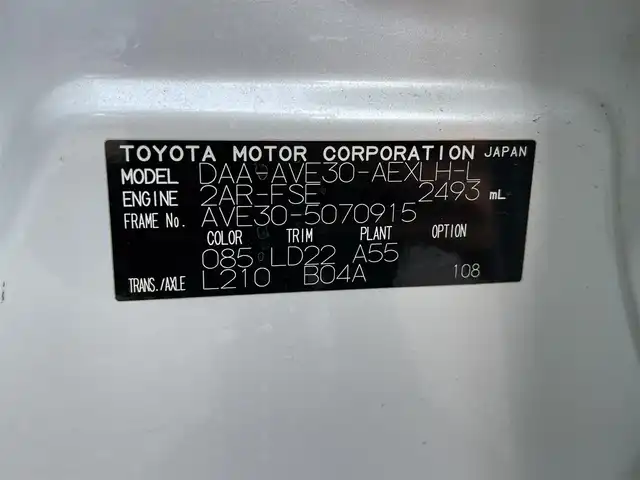 TOYOTA MOTOR CORPORATION JAPAN
MODEL DAA-AVE30-AEXLH-L
ENGINE 2AR-FSE 2493 mL
FRAME No. AVE30-5070915
COLOR TRIM PLANT OPTION
085 LD22 A55
TRANS./AXLE L210 B04A 108